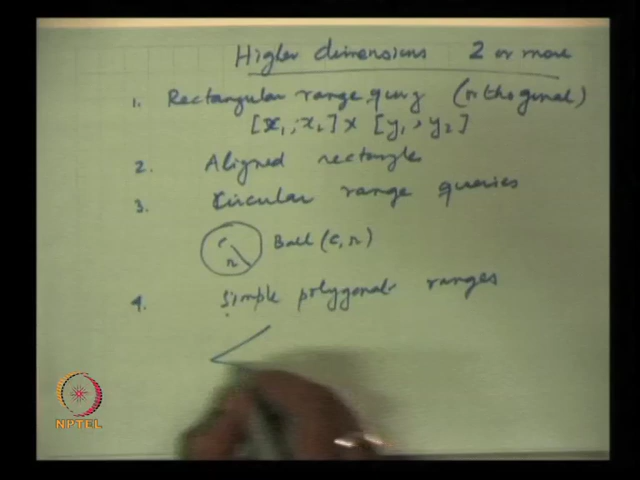 Higher dimensions 2 or more
1. Rectangular range query (orthogonal)
[x₁, x₂] × [y₁, y₂]
2. Aligned rectangles
3. Circular range queries
c r Ball (c, r)
4. Simple polygonal ranges
NPTEL